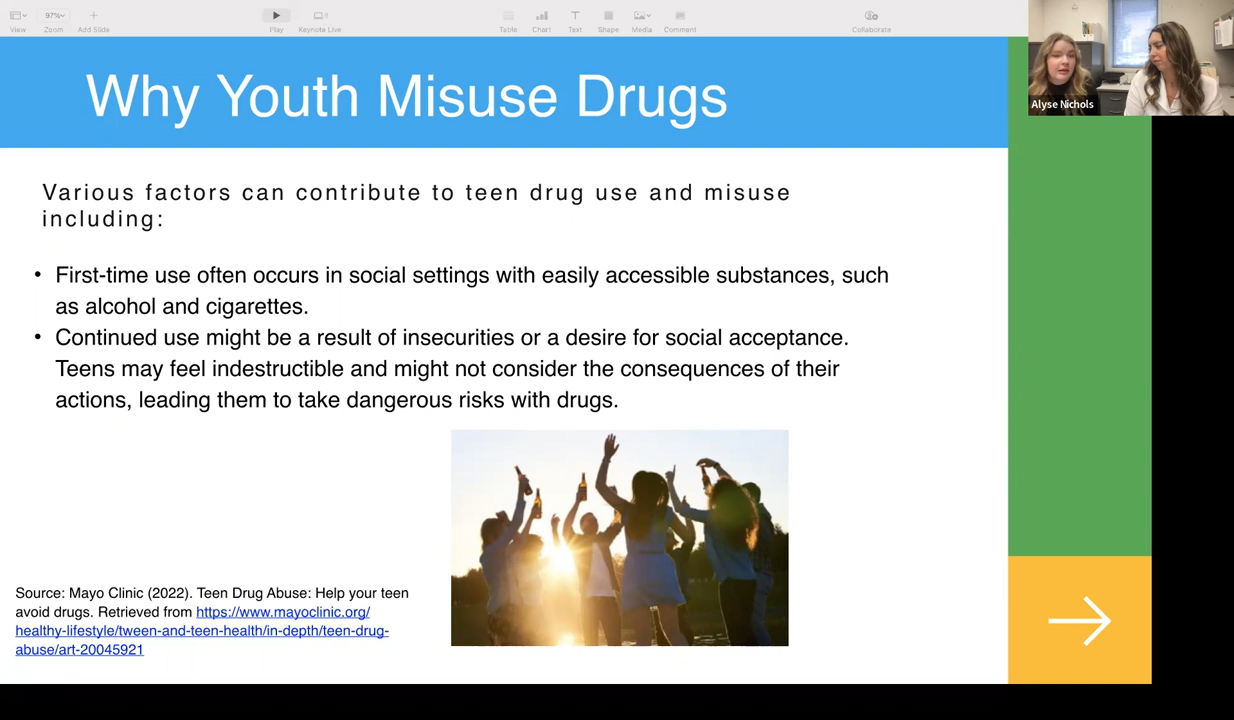 97%
View
Zoom
Add Slide
Play
Keynote Live
Table
Chart
Text
Shape
Media
Comment
Collaborate
Alyse Nichols
Why Youth Misuse Drugs
Various factors can contribute to teen drug use and misuse
including:
• First-time use often occurs in social settings with easily accessible substances, such
as alcohol and cigarettes.
• Continued use might be a result of insecurities or a desire for social acceptance.
Teens may feel indestructible and might not consider the consequences of their
actions, leading them to take dangerous risks with drugs.
Source: Mayo Clinic (2022). Teen Drug Abuse: Help your teen
avoid drugs. Retrieved from https://www.mayoclinic.org/
healthy-lifestyle/tween-and-teen-health/in-depth/teen-drug-
abuse/art-20045921